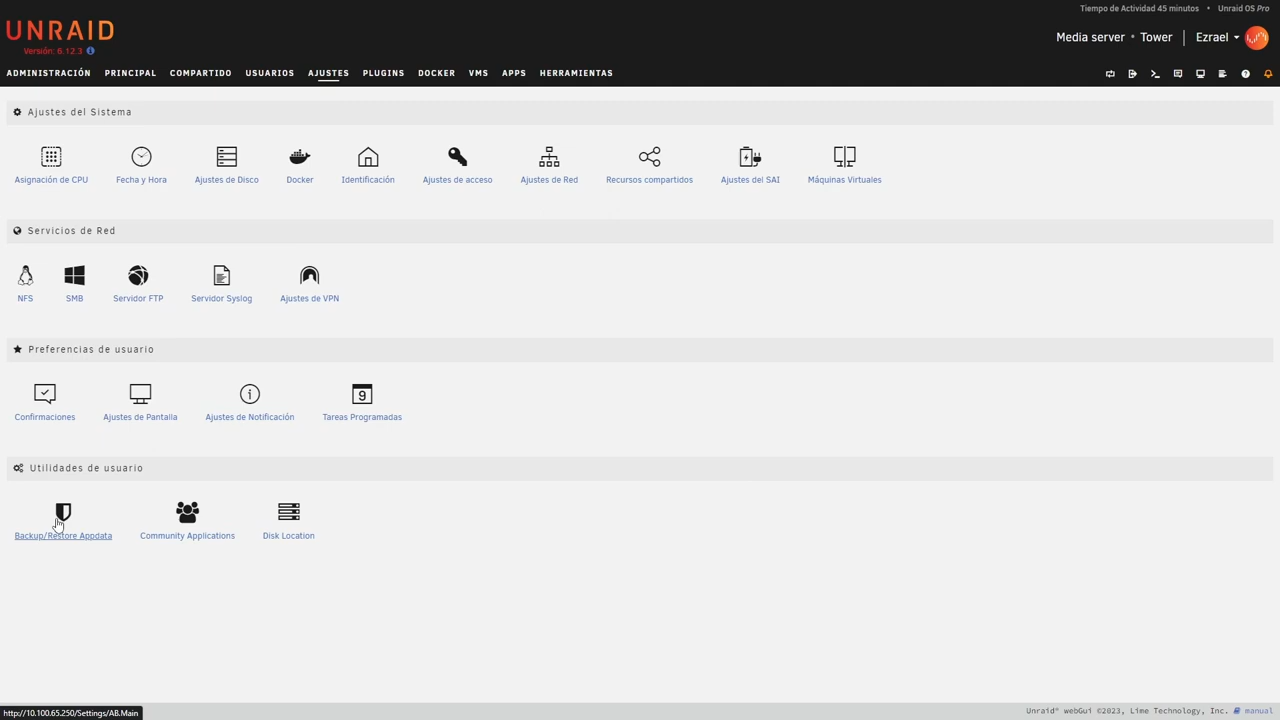 Tiempo de Actividad 45 minutos • Unraid OS Pro
UNRAID
Versión: 6.12.3
Media server • Tower
Ezrael
ADMINISTRACIÓN PRINCIPAL COMPARTIDO USUARIOS AJUSTES PLUGINS DOCKER VMS APPS HERRAMIENTAS
Ajustes del Sistema
Asignación de CPU Fecha y Hora Ajustes de Disco Docker Identificación Ajustes de acceso Ajustes de Red Recursos compartidos Ajustes del SAI Máquinas Virtuales
Servicios de Red
NFS SMB Servidor FTP Servidor Syslog Ajustes de VPN
Preferencias de usuario
9
Confirmaciones Ajustes de Pantalla Ajustes de Notificación Tareas Programadas
Utilidades de usuario
Backup/Restore Appdata Community Applications Disk Location
http://10.100.65.250/Settings/AB.Main
Unraid® webGui ©2023, Lime Technology, Inc. manual